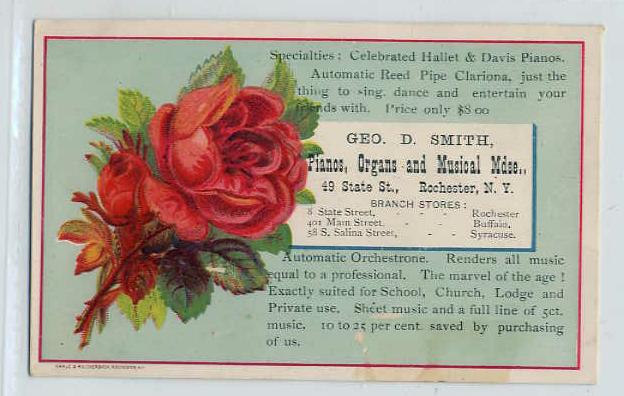 Specialties: Celebrated Hallet & Davis Pianos.
Automatic Reed Pipe Clariona, just the
thing to sing, dance and entertain your
friends with. Price only $8 00
GEO. D. SMITH,
Pianos, Organs and Musical Mdse.,
49 State St., Rochester, N. Y.
BRANCH STORES:
8 State Street, - - - Rochester
401 Main Street, - - - Buffalo,
58 S. Salina Street, - - Syracuse.
Automatic Orchestrone. Renders all music
equal to a professional. The marvel of the age!
Exactly suited for School, Church, Lodge and
Private use. Sheet music and a full line of 5ct.
music. 10 to 25 per cent. saved by purchasing
of us.